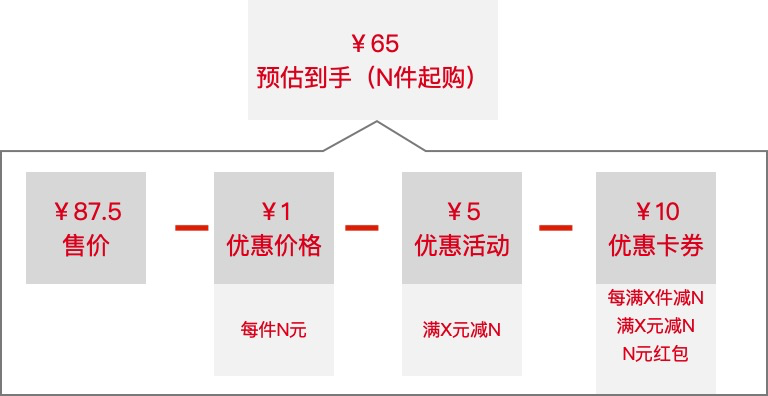 ¥65
预估到手（N件起购）
¥87.5
售价
¥1
优惠价格
每件N元
¥5
优惠活动
满X元减N
¥10
优惠卡券
每满X件减N
满X元减N
N元红包